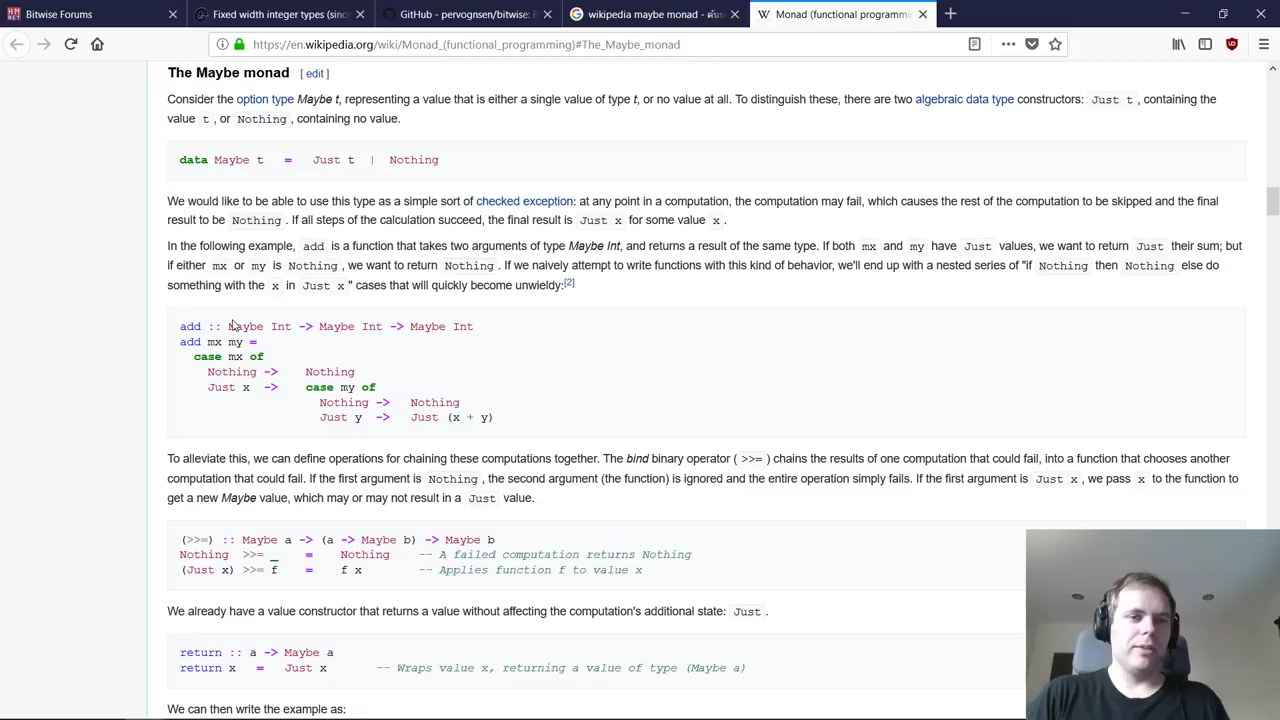 Bitwise Forums
Fixed width integer types (sinc
GitHub - pervognsen/bitwise: B
wikipedia maybe monad - ค้นห
Monad (functional programmi
https://en.wikipedia.org/wiki/Monad_(functional_programming)#The_Maybe_monad
The Maybe monad [ edit ]
Consider the option type Maybe t, representing a value that is either a single value of type t, or no value at all. To distinguish these, there are two algebraic data type constructors: Just t, containing the
value t, or Nothing, containing no value.
data Maybe t = Just t | Nothing
We would like to be able to use this type as a simple sort of checked exception: at any point in a computation, the computation may fail, which causes the rest of the computation to be skipped and the final
result to be Nothing. If all steps of the calculation succeed, the final result is Just x for some value x.
In the following example, add is a function that takes two arguments of type Maybe Int, and returns a result of the same type. If both mx and my have Just values, we want to return Just their sum; but
if either mx or my is Nothing, we want to return Nothing. If we naively attempt to write functions with this kind of behavior, we'll end up with a nested series of "if Nothing then Nothing else do
something with the x in Just x" cases that will quickly become unwieldy:[2]
add :: Maybe Int -> Maybe Int -> Maybe Int
add mx my =
case mx of
Nothing -> Nothing
Just x -> case my of
Nothing -> Nothing
Just y -> Just (x + y)
To alleviate this, we can define operations for chaining these computations together. The bind binary operator ( >>= ) chains the results of one computation that could fail, into a function that chooses another
computation that could fail. If the first argument is Nothing, the second argument (the function) is ignored and the entire operation simply fails. If the first argument is Just x, we pass x to the function to
get a new Maybe value, which may or may not result in a Just value.
(>>=) :: Maybe a -> (a -> Maybe b) -> Maybe b
Nothing >>= _ = Nothing -- A failed computation returns Nothing
(Just x) >>= f = f x -- Applies function f to value x
We already have a value constructor that returns a value without affecting the computation's additional state: Just.
return :: a -> Maybe a
return x = Just x -- Wraps value x, returning a value of type (Maybe a)
We can then write the example as: